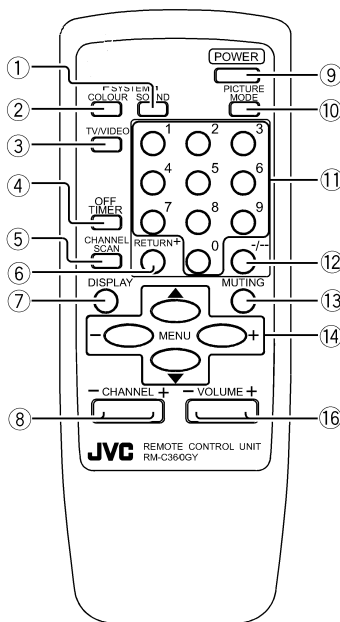 POWER
①
SYSTEM
⑨
COLOUR SOUND
PICTURE
MODE
②
⑩
TV/VIDEO
③
1 2 3
4 5 6
⑪
④
OFF
TIMER
7 8 9
⑤
CHANNEL
SCAN
RETURN+
0
-/--
⑥
⑫
⑦
DISPLAY
MUTING
⑬
− MENU +
⑭
− CHANNEL + − VOLUME +
⑧
⑯
JVC REMOTE CONTROL UNIT
RM-C360GY